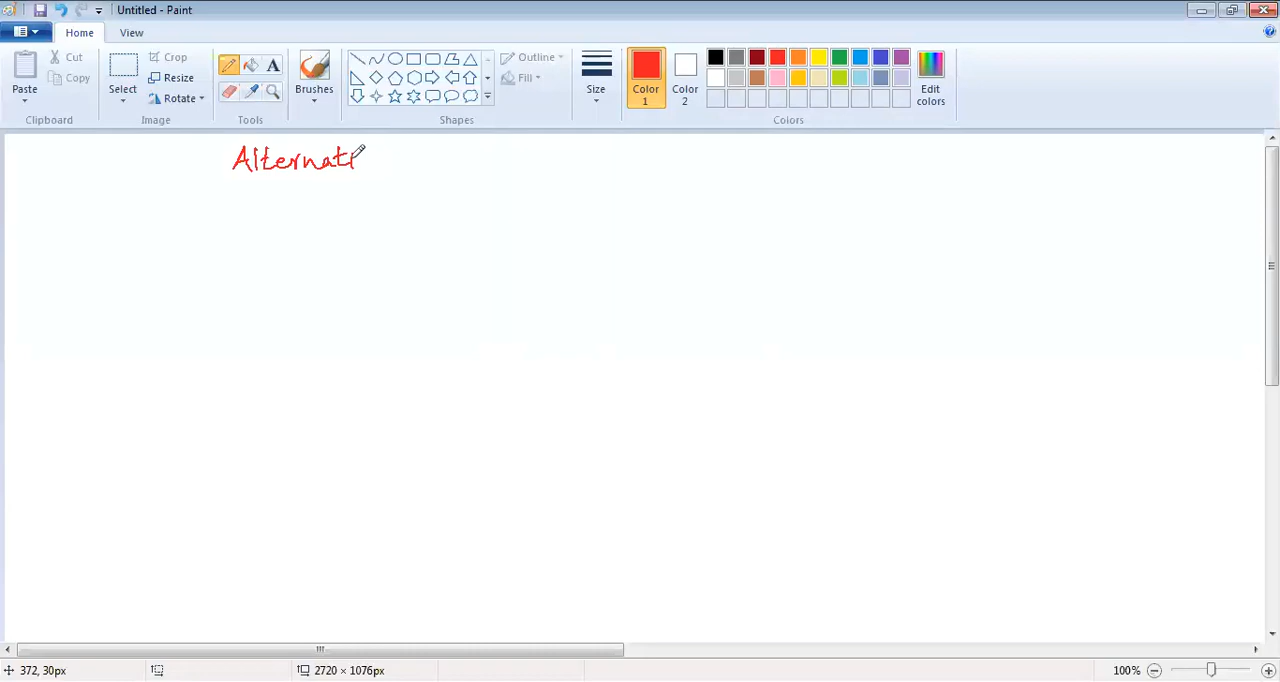 Untitled - Paint
Home View
Cut
Copy
Paste
Clipboard
Select
Crop
Resize
Rotate
Image
Tools
Brushes
Shapes
Outline
Fill
Size
Color 1
Color 2
Edit colors
Colors
Alternati
372, 30px
2720 × 1076px
100%